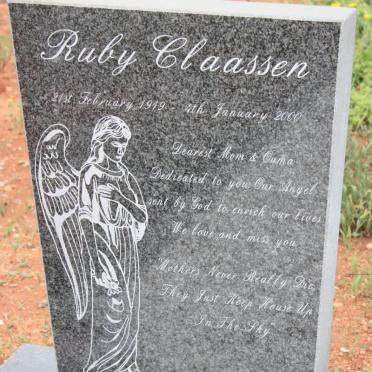 Ruby Claassen
21st February 1919 - 4th January 2000
Dearest Mom & Ouma
Dedicated to you Our Angel
sent by God to enrich our lives
We love and miss you
"Mothers Never Really Die
They Just Keep House Up
In The Sky"